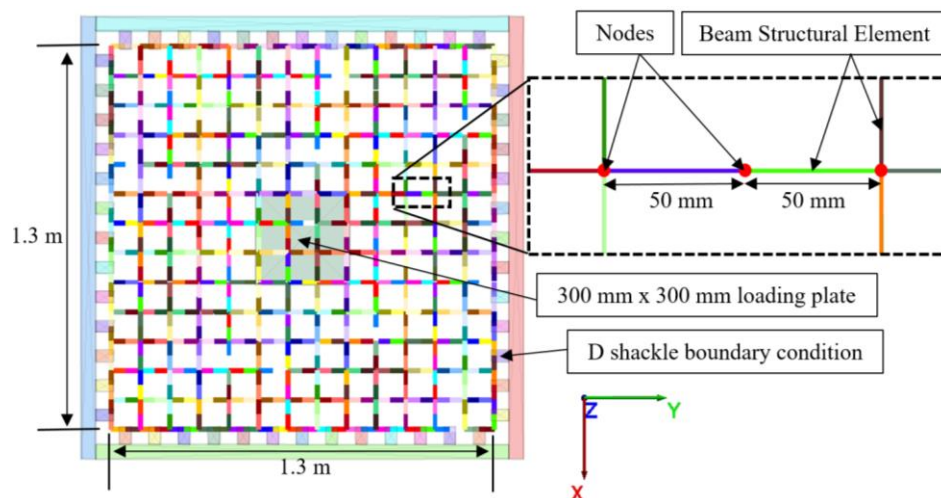 Nodes
Beam Structural Element
50 mm
50 mm
1.3 m
300 mm x 300 mm loading plate
D shackle boundary condition
Z
Y
1.3 m
X